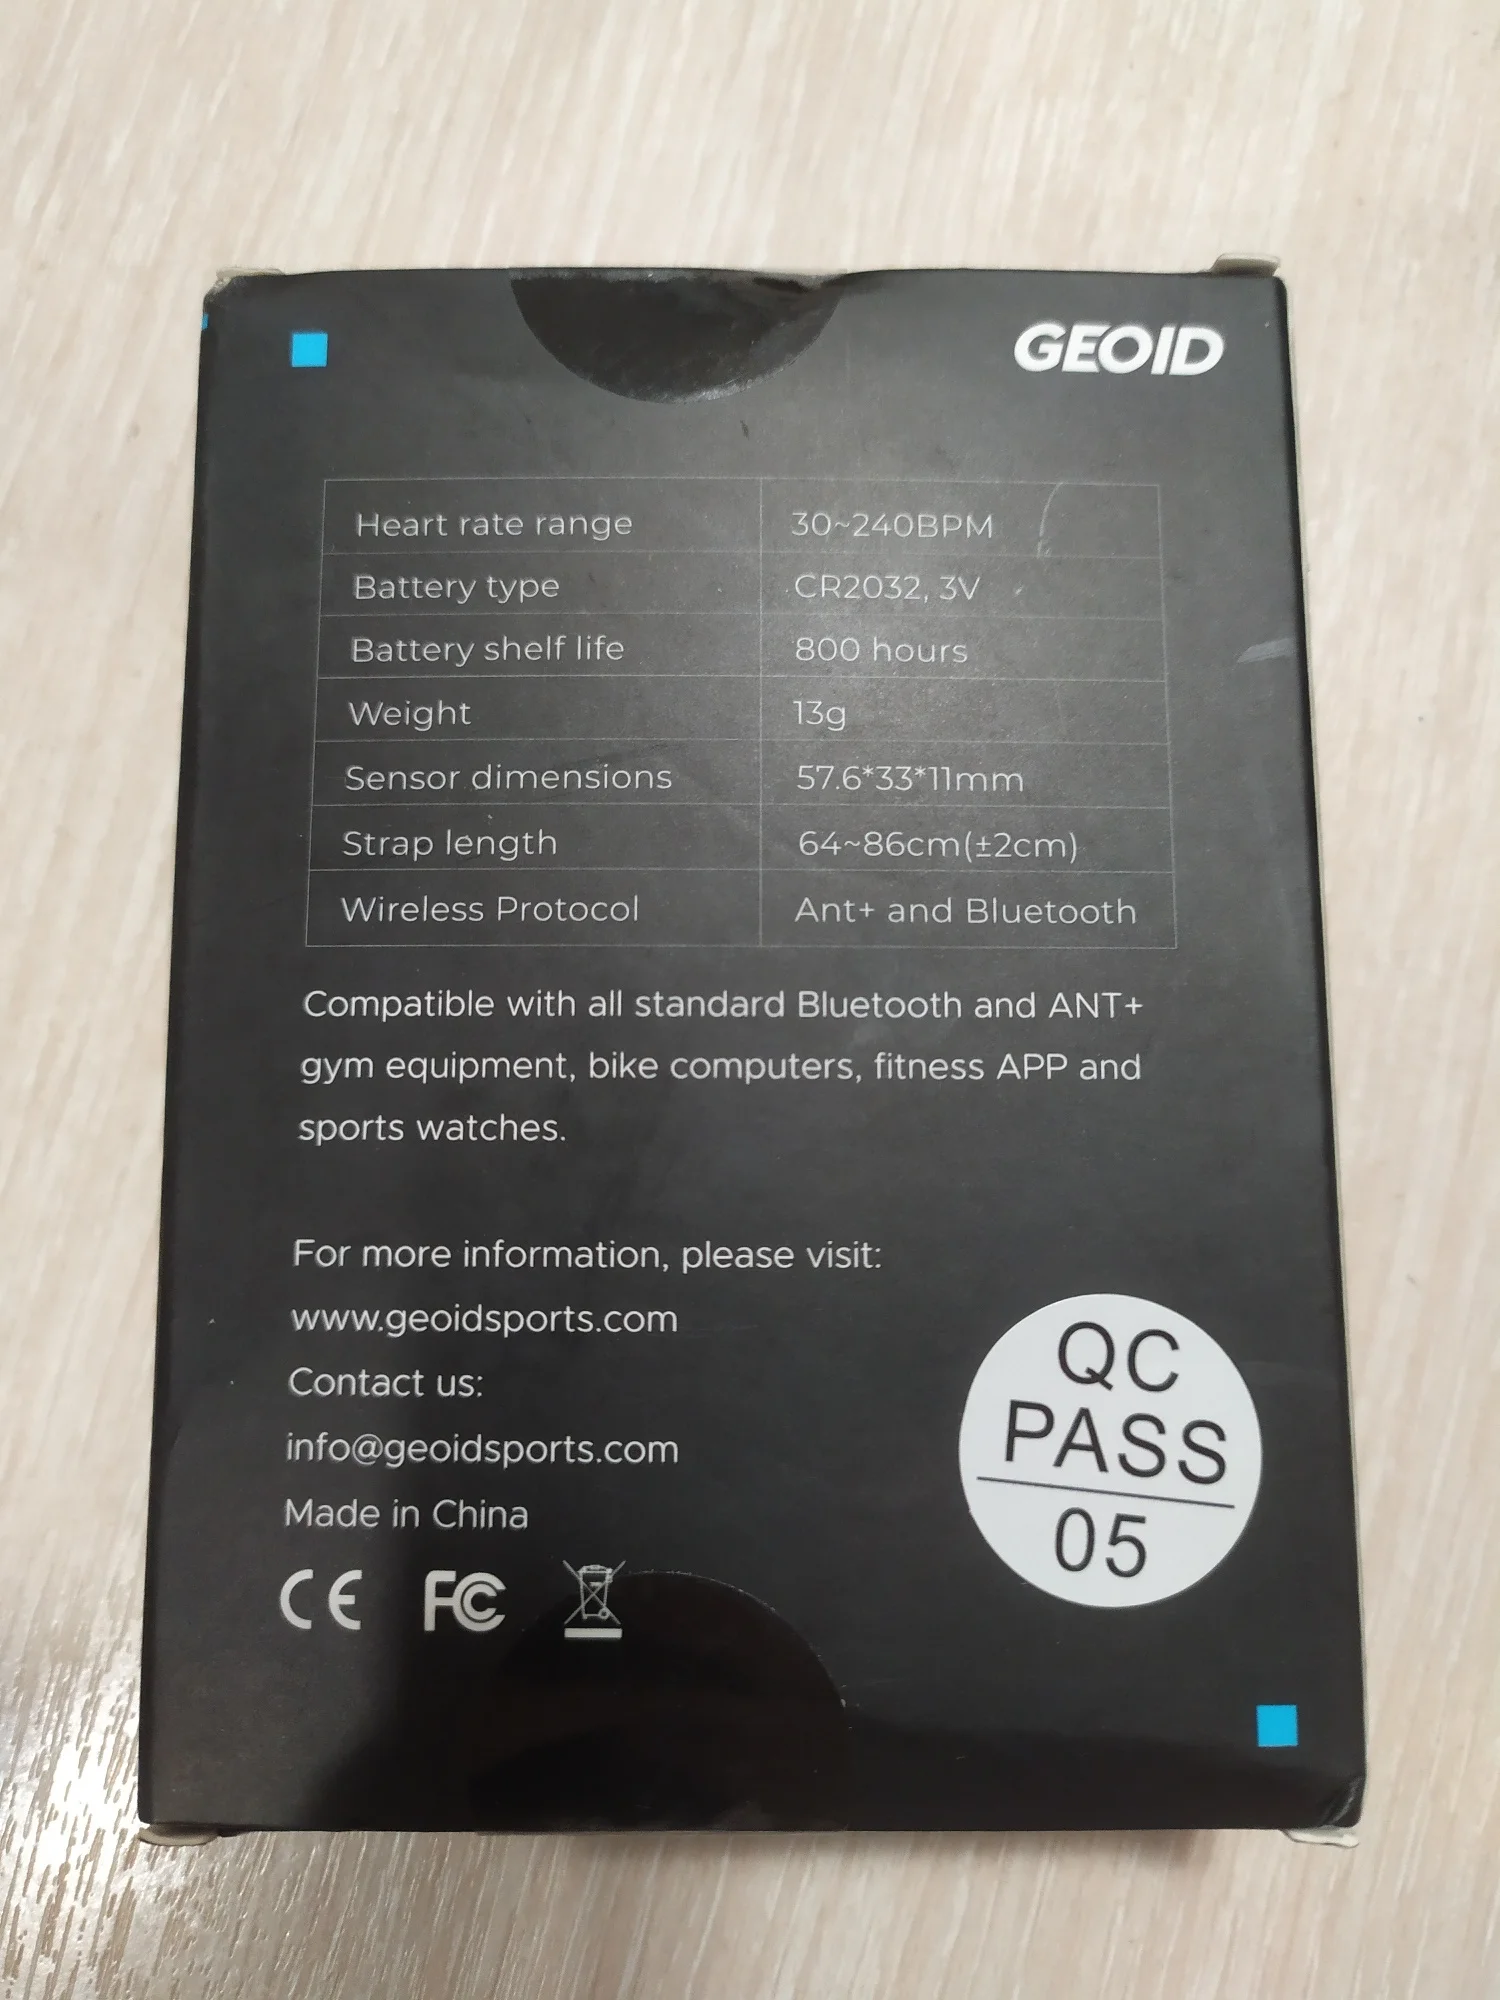 GEOID
Heart rate range 30~240BPM
Battery type CR2032, 3V
Battery shelf life 800 hours
Weight 13g
Sensor dimensions 57.6*33*11mm
Strap length 64~86cm(±2cm)
Wireless Protocol Ant+ and Bluetooth
Compatible with all standard Bluetooth and ANT+
gym equipment, bike computers, fitness APP and
sports watches.
For more information, please visit:
www.geoidsports.com
Contact us:
info@geoidsports.com
Made in China
CE FC
QC
PASS
05